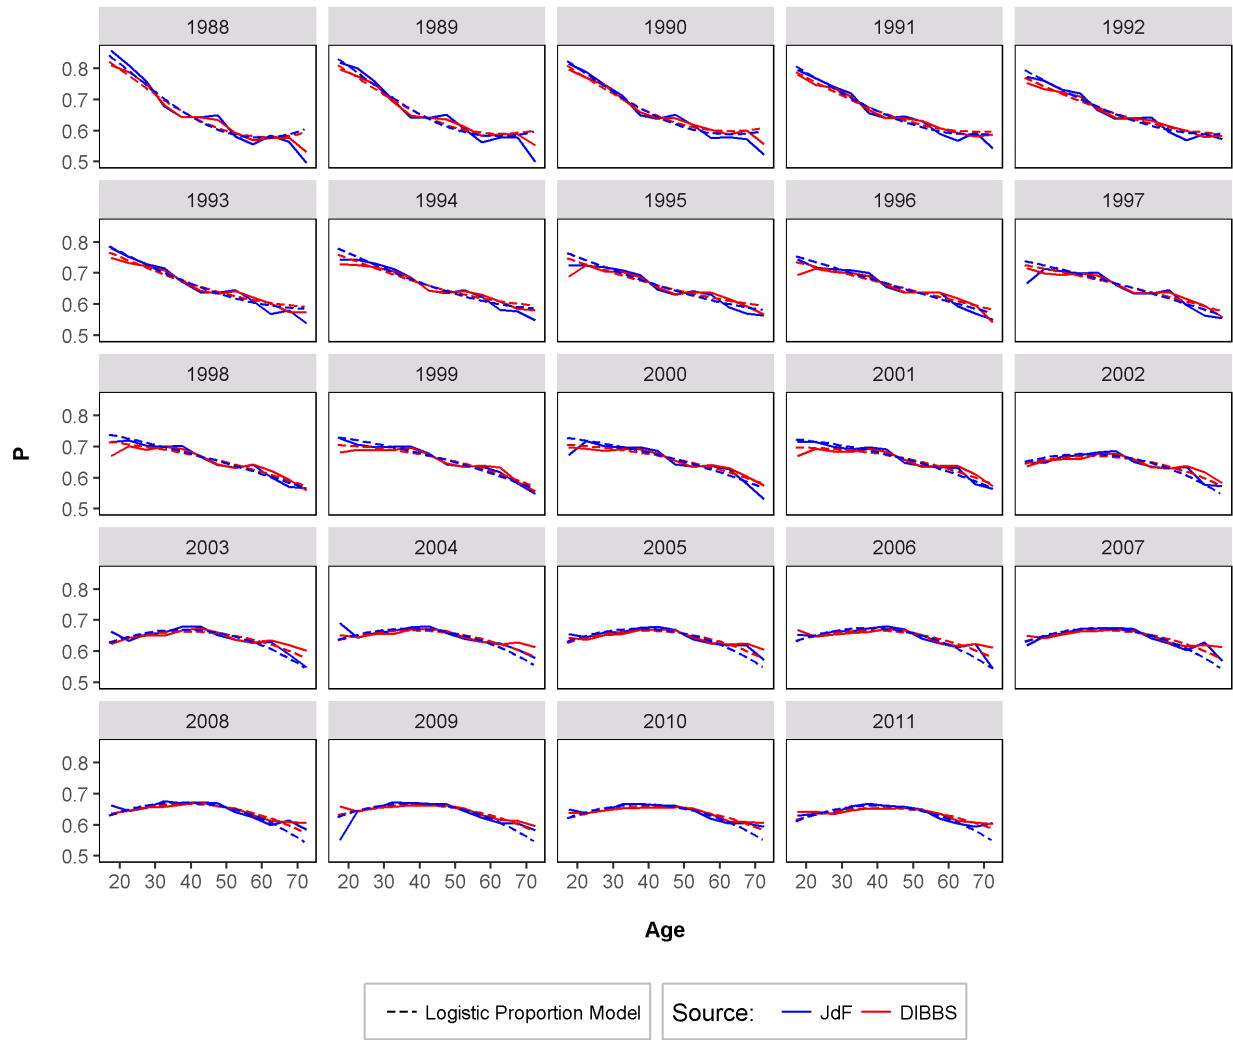 1988 1989 1990 1991 1992
0.8
0.7
0.6
0.5
1993 1994 1995 1996 1997
0.8
0.7
0.6
0.5
1998 1999 2000 2001 2002
0.8
0.7
0.6
0.5
P
2003 2004 2005 2006 2007
0.8
0.7
0.6
0.5
2008 2009 2010 2011
0.8
0.7
0.6
0.5
20 30 40 50 60 70 20 30 40 50 60 70 20 30 40 50 60 70 20 30 40 50 60 70
Age
Logistic Proportion Model Source: JdF DIBBS